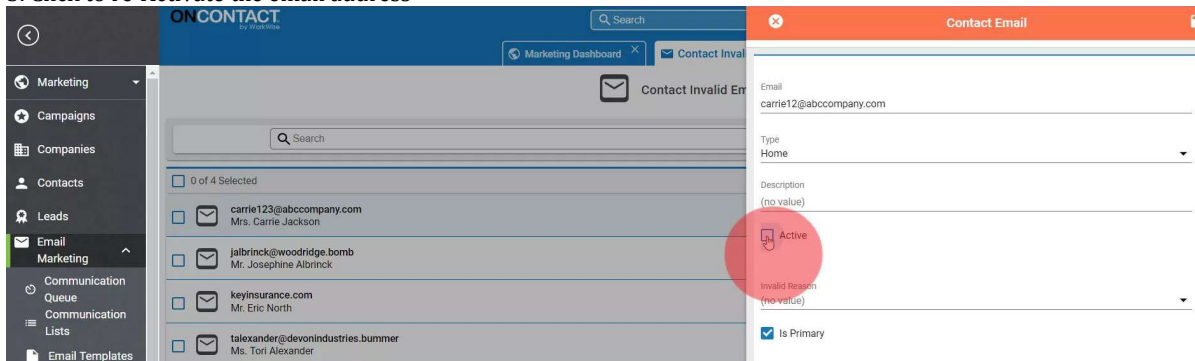 ONCONTACT
by WorkWise
Search
Contact Email
Marketing Dashboard
Contact Inval
Marketing
Contact Invalid Em
Email
carrie12@abccompany.com
Campaigns
Search
Companies
Type
Home
Contacts
0 of 4 Selected
Description
(no value)
Leads
carrie123@abccompany.com
Mrs. Carrie Jackson
Active
Email
Marketing
jalbrinck@woodridge.bomb
Mr. Josephine Albrinck
Communication
Queue
Invalid Reason
(no value)
keyinsurance.com
Mr. Eric North
Communication
Lists
Is Primary
talexander@devonindustries.bummer
Ms. Tori Alexander
Email Templates